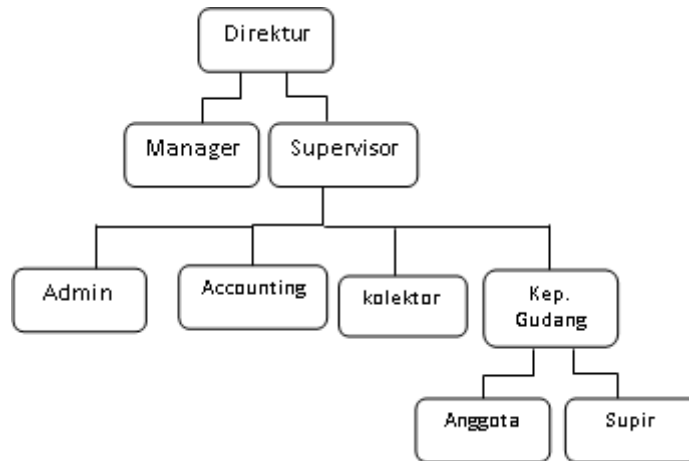 Direktur
Manager
Supervisor
Admin
Accounting
kolektor
Kep.
Gudang
Anggota
Supir